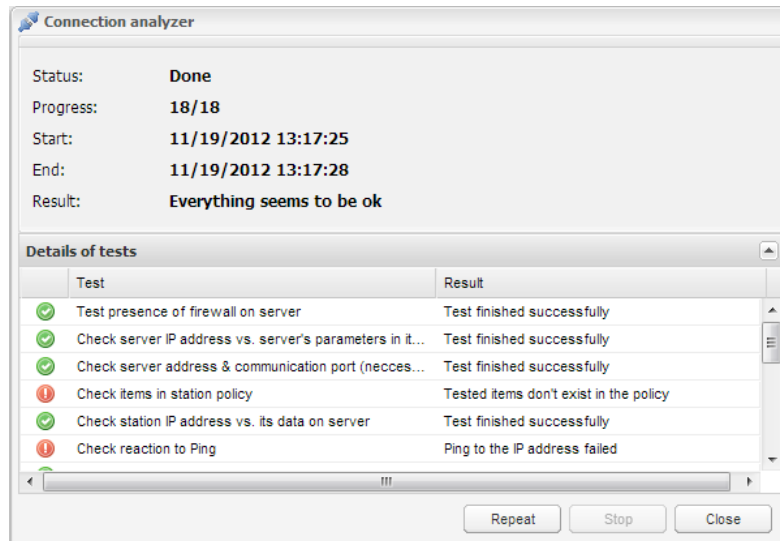 Connection analyzer
Status: Done
Progress: 18/18
Start: 11/19/2012 13:17:25
End: 11/19/2012 13:17:28
Result: Everything seems to be ok
Details of tests
Test Result
Test presence of firewall on server Test finished successfully
Check server IP address vs. server's parameters in it... Test finished successfully
Check server address & communication port (necces... Test finished successfully
Check items in station policy Tested items don't exist in the policy
Check station IP address vs. its data on server Test finished successfully
Check reaction to Ping Ping to the IP address failed
Repeat Stop Close